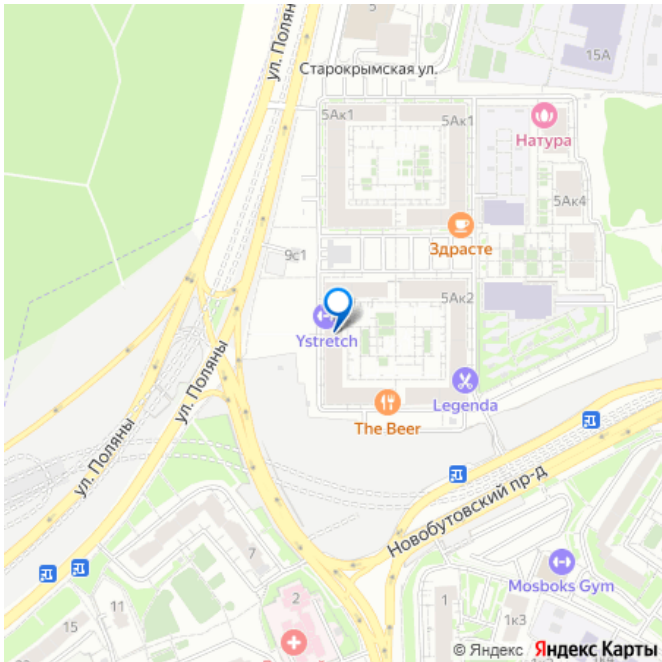 ул. Поляны
5
15А
Старокрымская ул.
5Ак1
5Ак1
Натура
5Ак4
Здрасте
9с1
5Ак2
Ystretch
ул. Поляны
Legenda
The Beer
ул. Поляны
Новобутовский пр-д
7
Mosboks Gym
2
11
1
15
1к3
© Яндекс Яндекс Карты